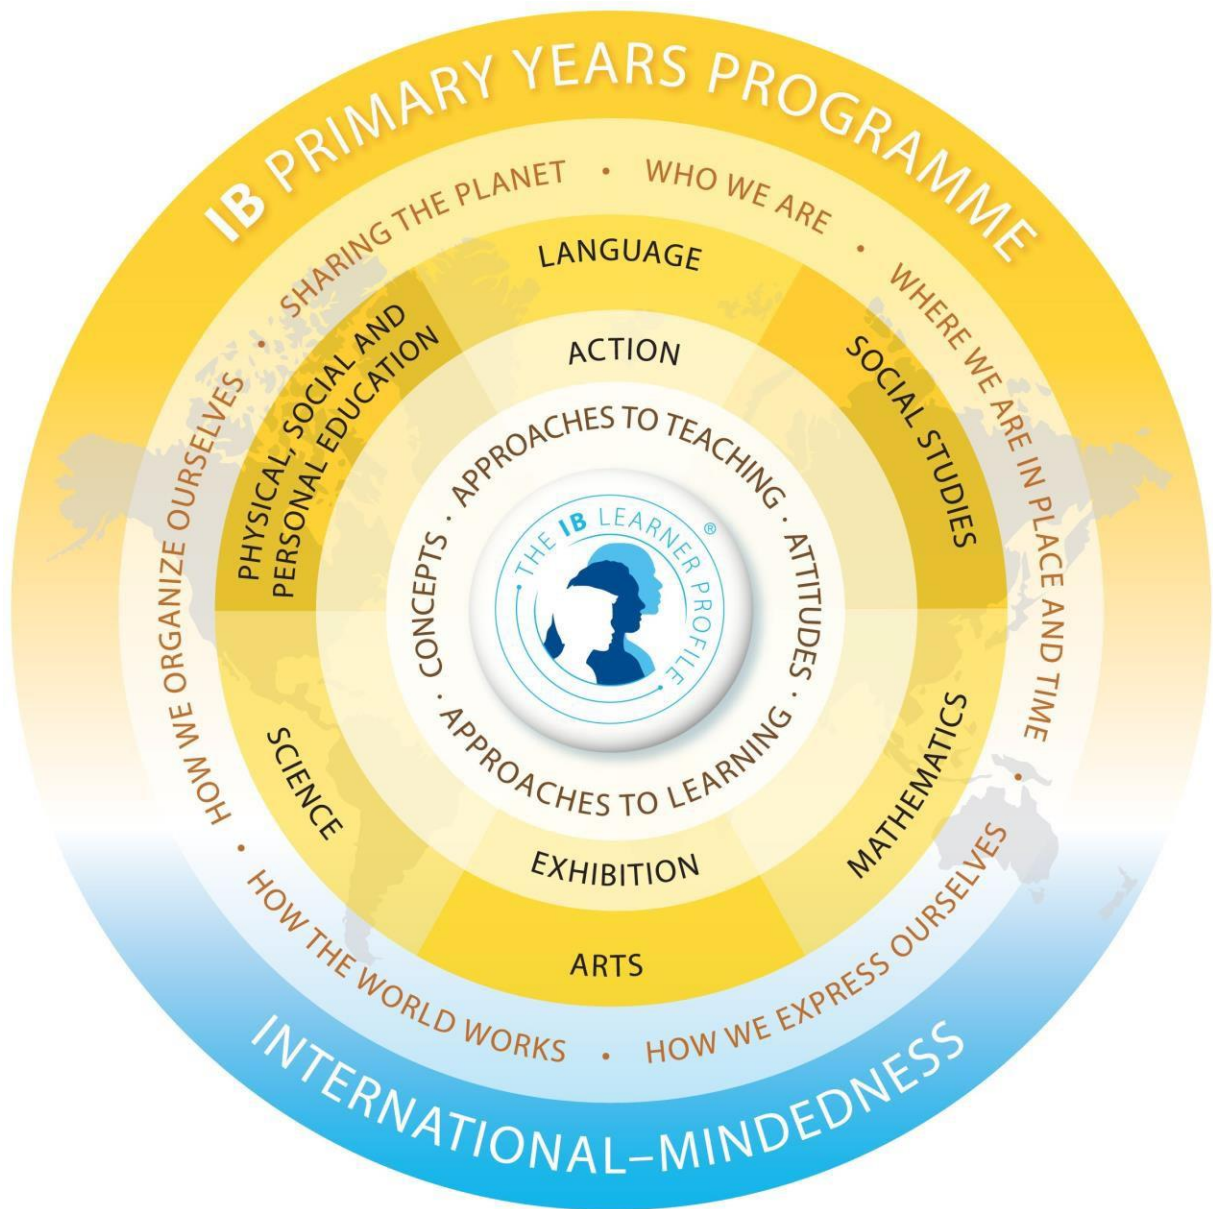 IB PRIMARY YEARS PROGRAMME
SHARING THE PLANET • WHO WE ARE • WHERE WE ARE IN PLACE AND TIME • HOW WE EXPRESS OURSELVES • HOW THE WORLD WORKS • HOW WE ORGANIZE OURSELVES •
LANGUAGE
SOCIAL STUDIES
MATHEMATICS
ARTS
SCIENCE
PHYSICAL, SOCIAL AND
PERSONAL EDUCATION
ACTION
EXHIBITION
APPROACHES TO TEACHING · ATTITUDES · APPROACHES TO LEARNING · CONCEPTS ·
• THE IB LEARNER PROFILE • ®
INTERNATIONAL–MINDEDNESS